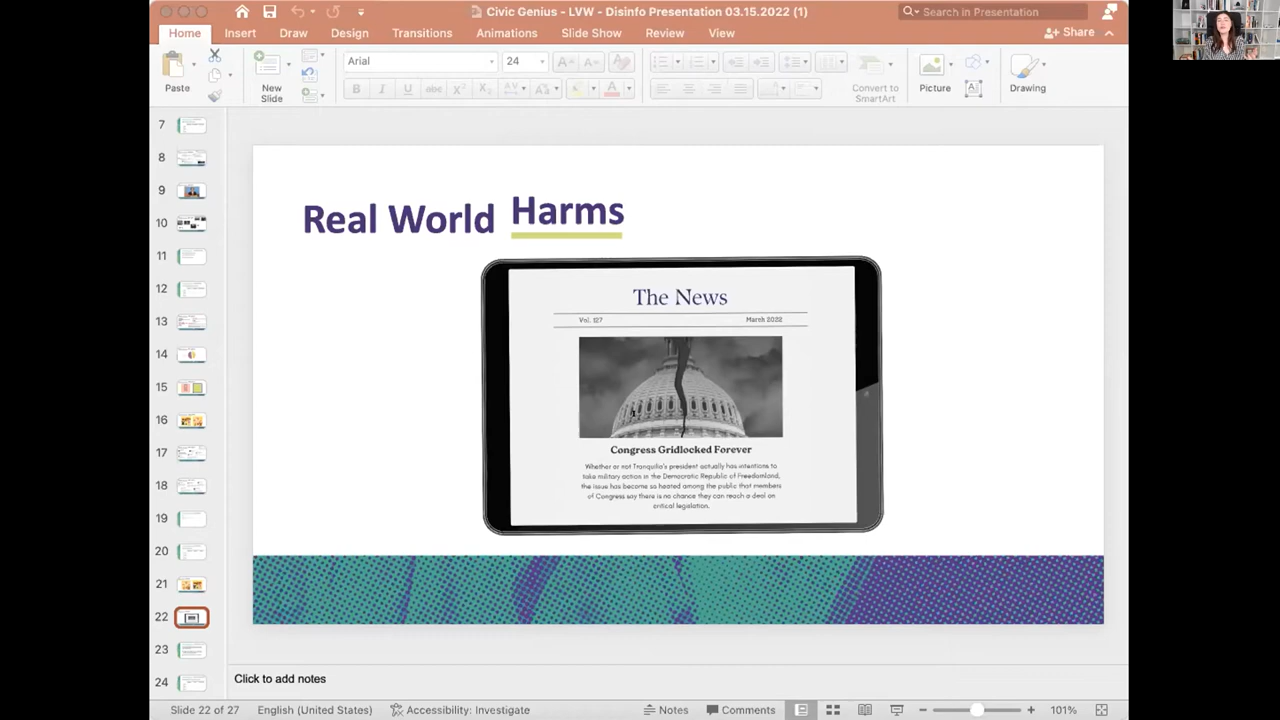 Civic Genius - LVW - Disinfo Presentation 03.15.2022 (1)
Search in Presentation
Home Insert Draw Design Transitions Animations Slide Show Review View Share
Paste
New
Slide
Arial 24
B I U abc X² X₂ AV Aa A
Convert to
SmartArt
Picture
Drawing
7
8
9
10
11
12
13
14
15
16
17
18
19
20
21
22
23
24
Real World Harms
The News
Vol. 127 March 2022
Congress Gridlocked Forever
Whether or not Tranquilia's president actually has intentions to
take military action in the Democratic Republic of Freedomland,
the issue has become so heated among the public that members
of Congress say there is no chance they can reach a deal on
critical legislation.
Click to add notes
Slide 22 of 27 English (United States) Accessibility: Investigate Notes Comments 101%